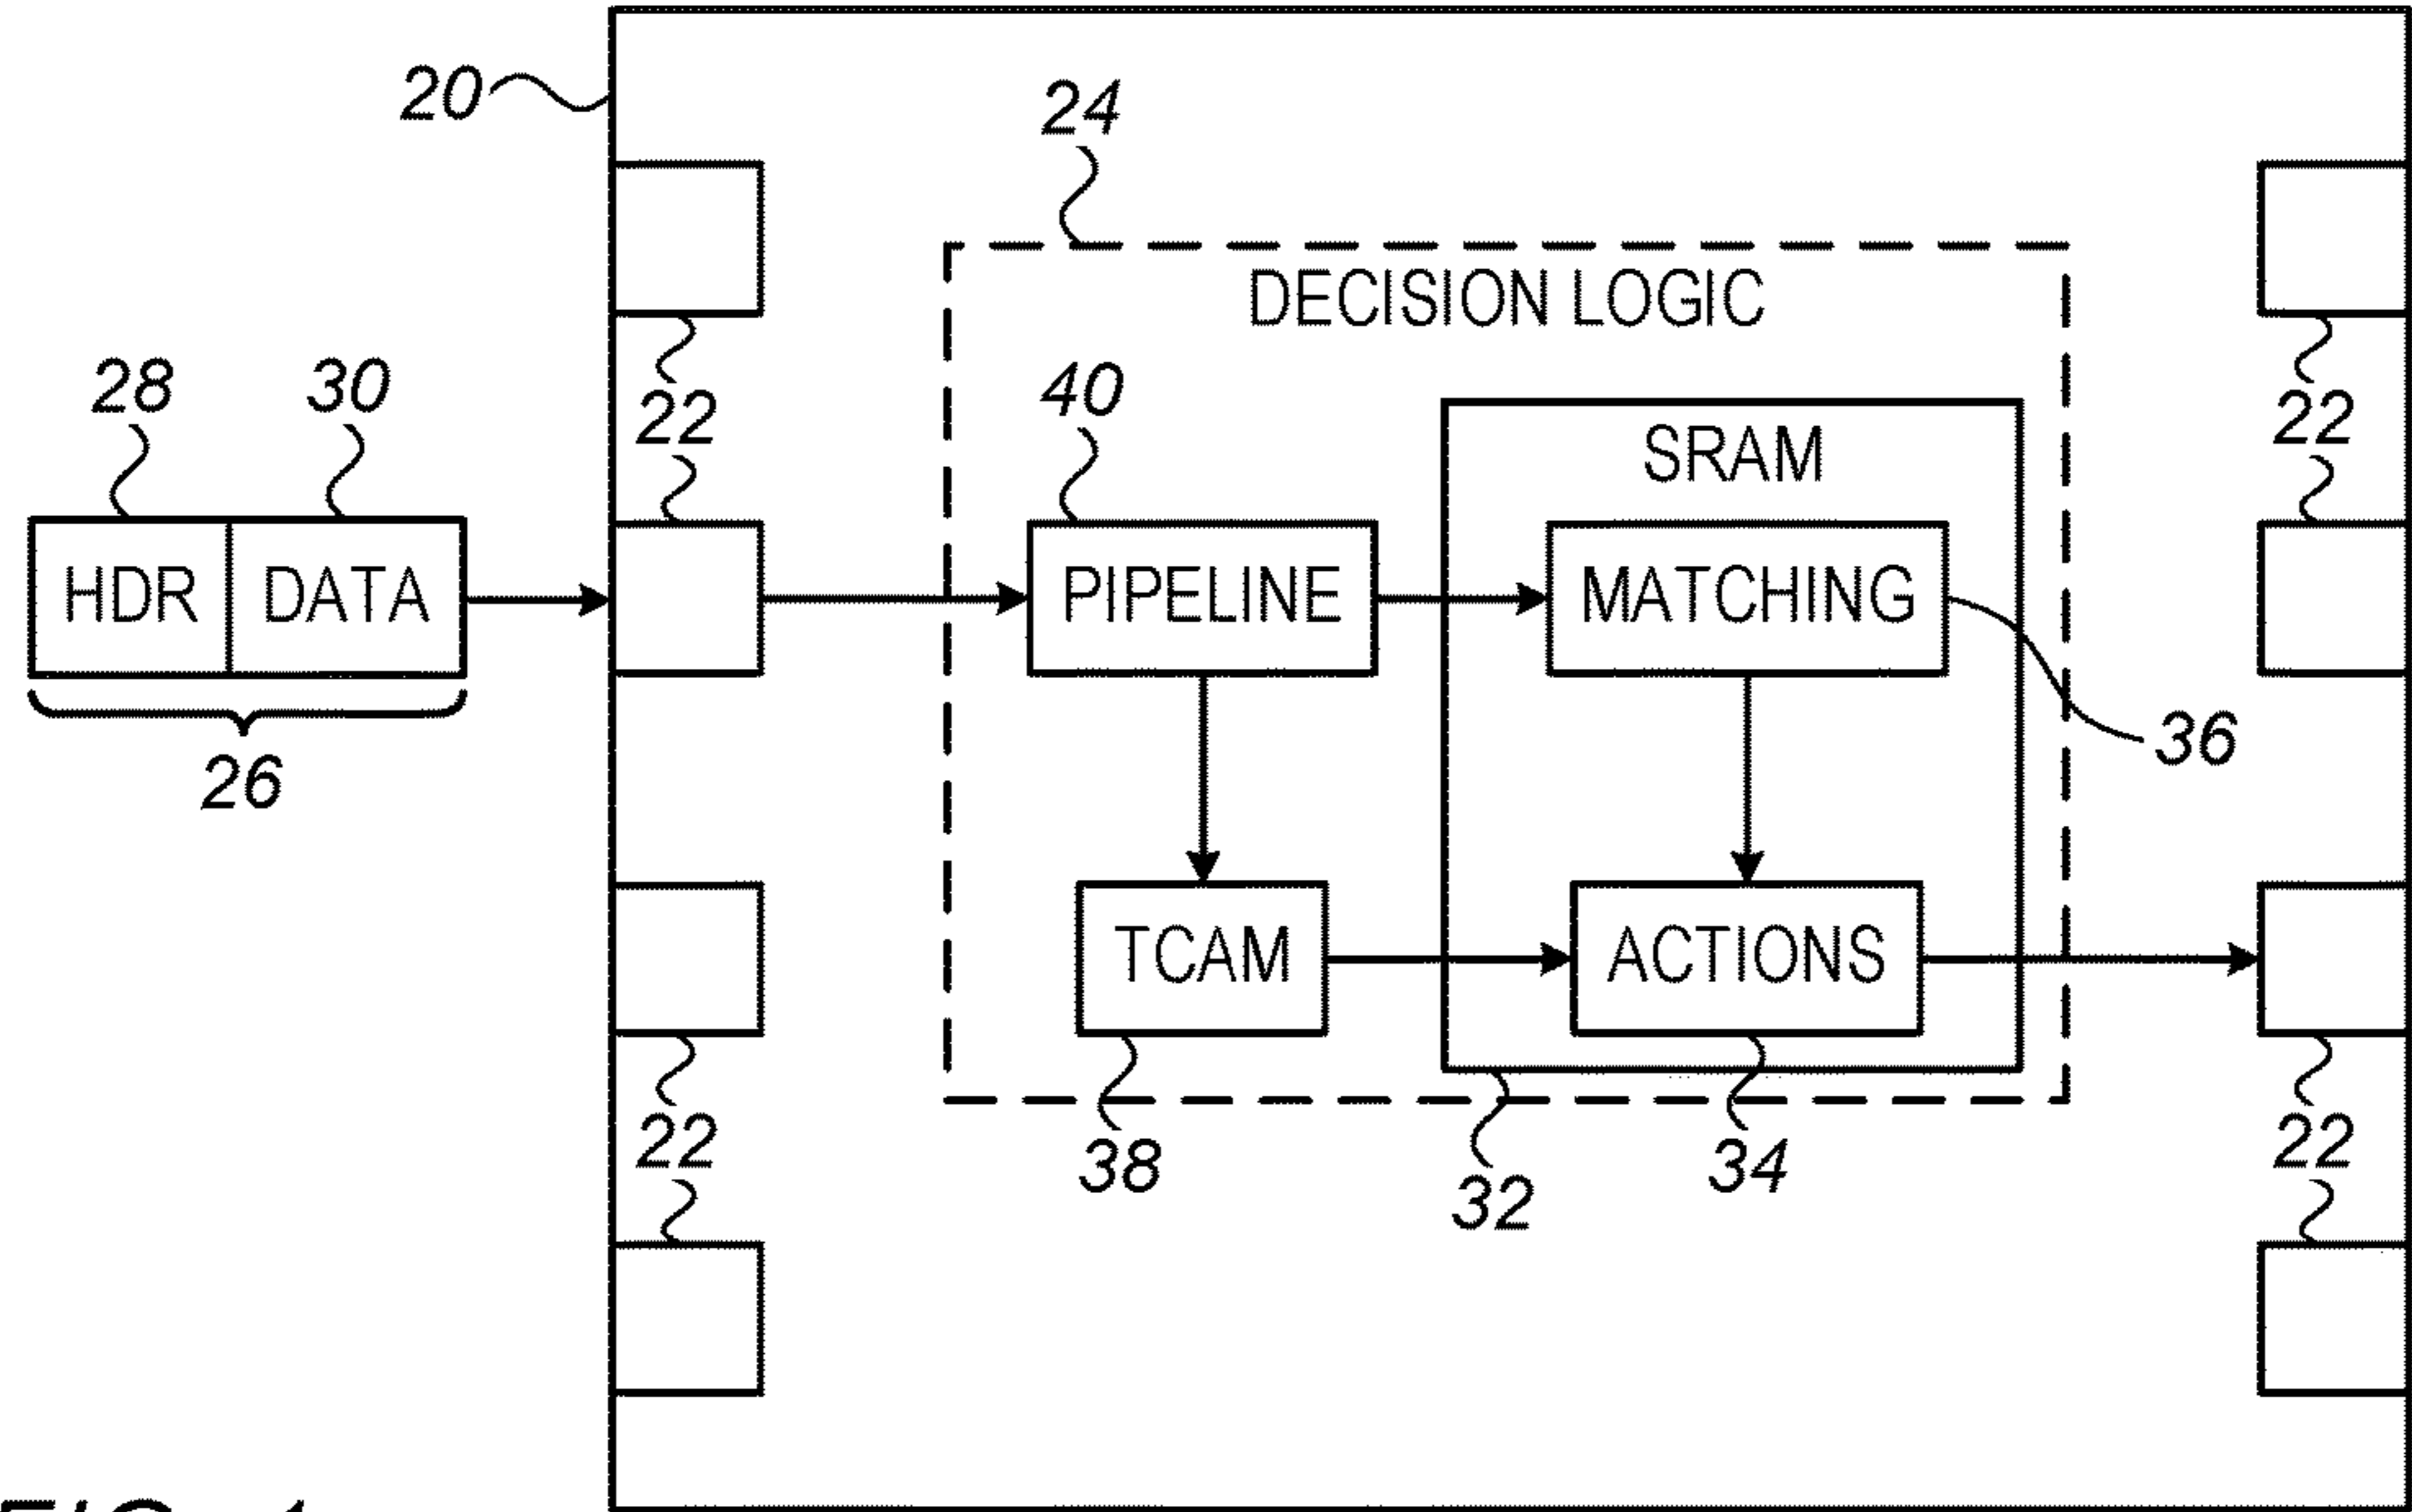 20
24
DECISION LOGIC
28 30
22
40
22
SRAM
HDR DATA
PIPELINE
MATCHING
26
36
TCAM
ACTIONS
22
38
32
34
22